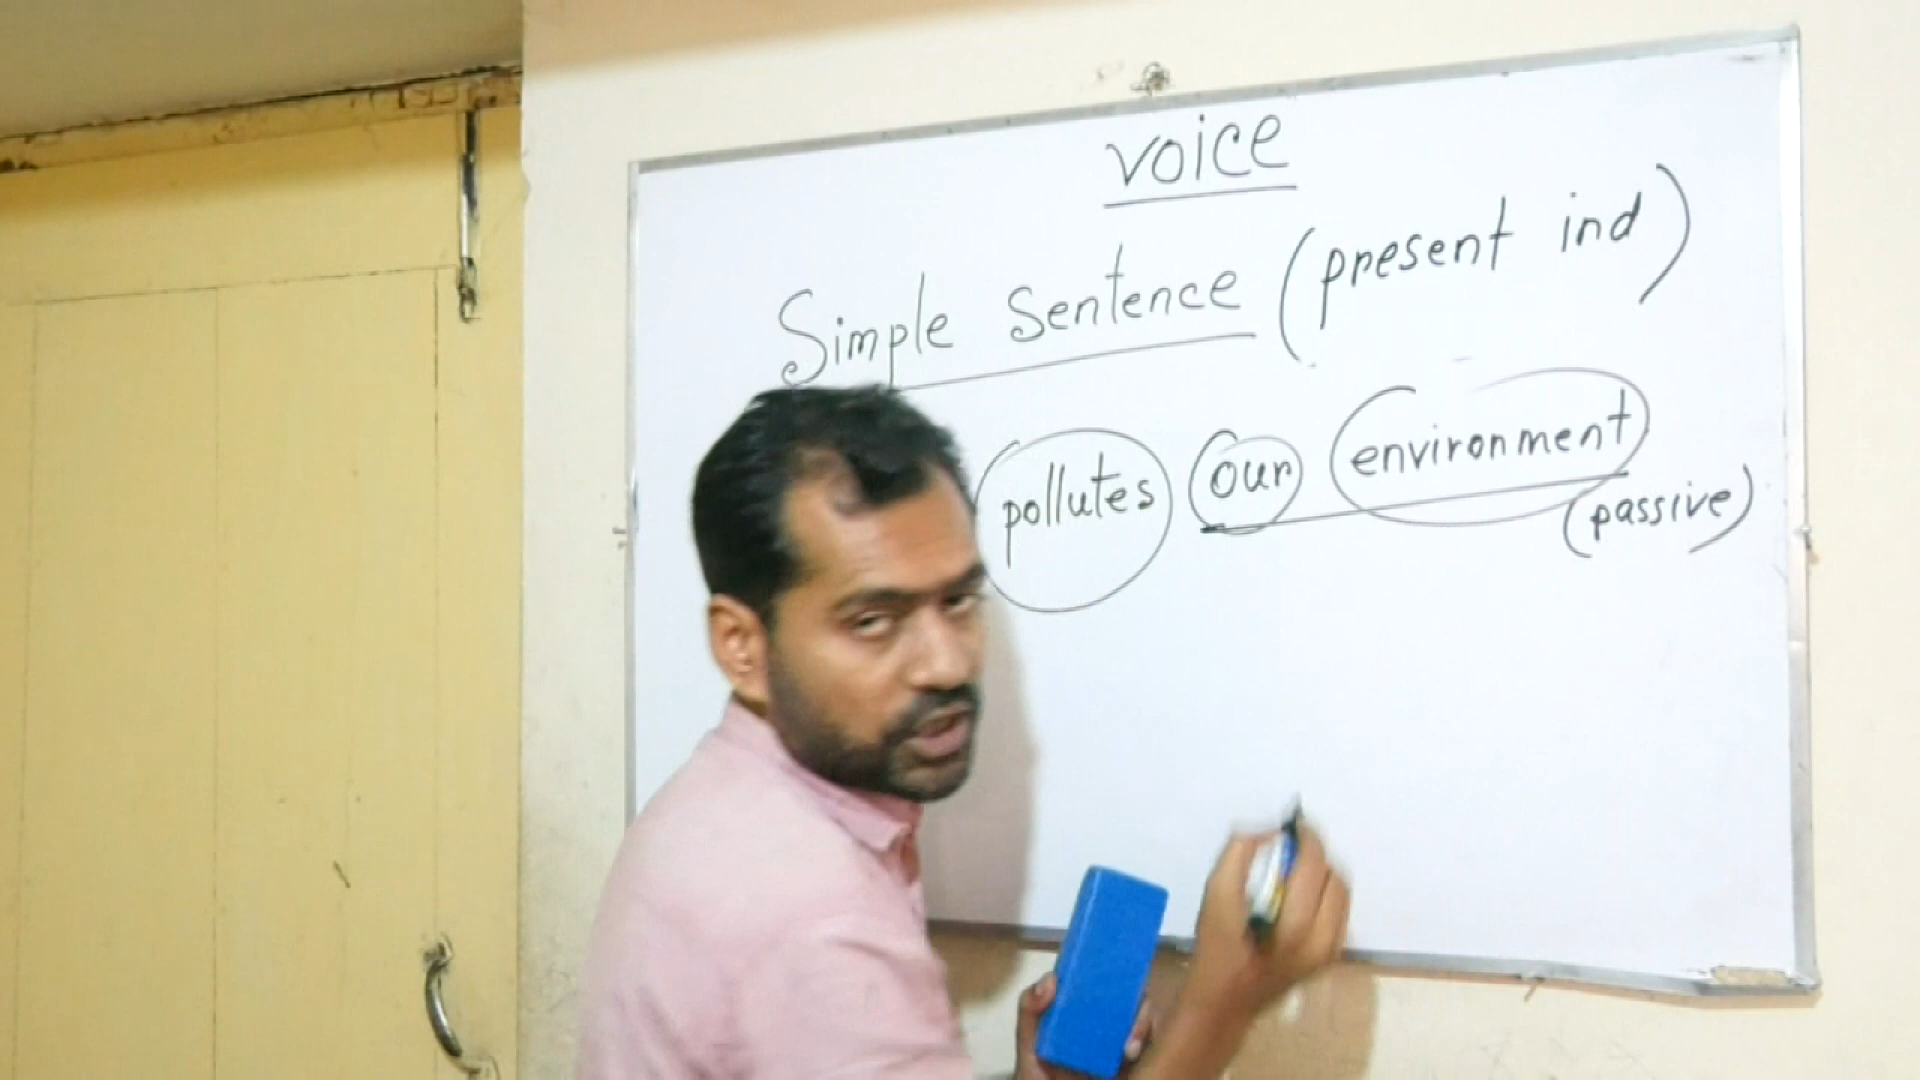 voice
Simple Sentence (present ind)
pollutes our environment
(passive)